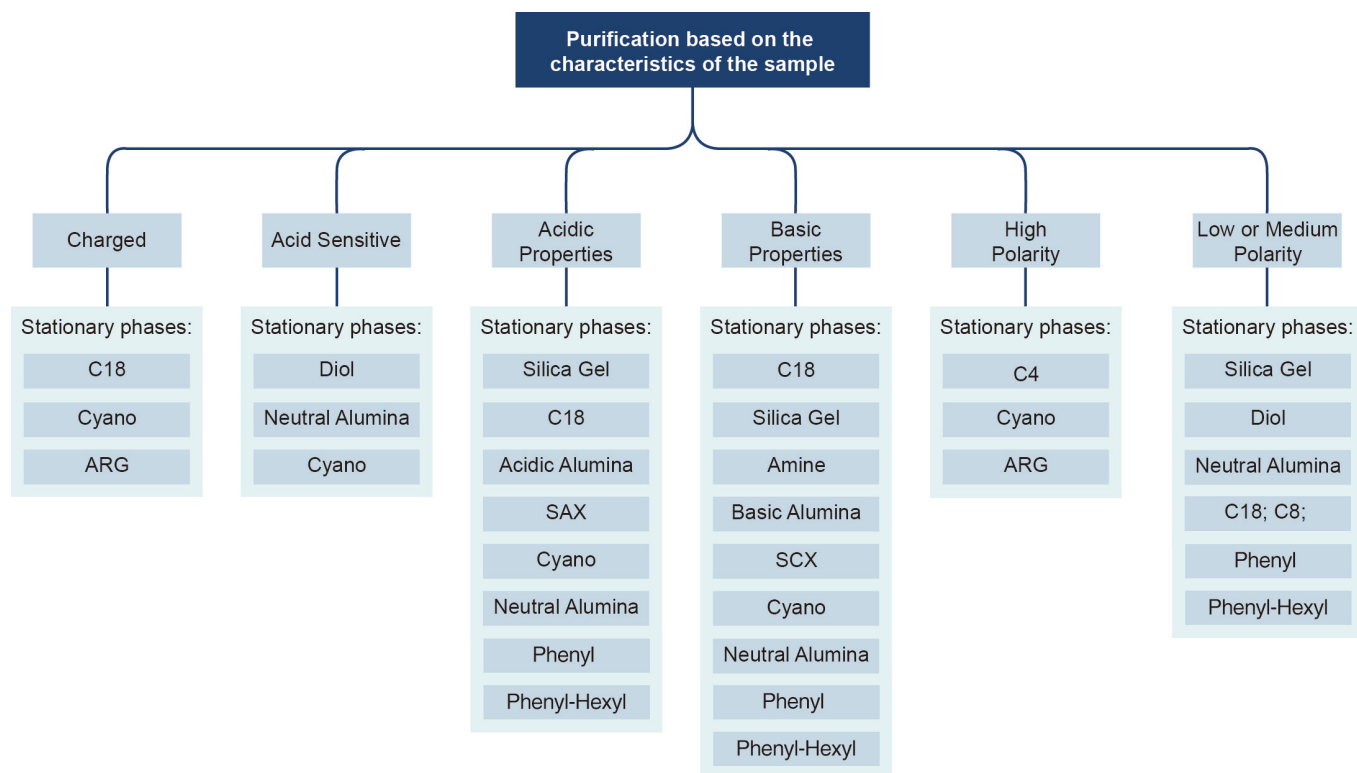 Purification based on the
characteristics of the sample
Charged
Acid Sensitive
Acidic
Properties
Basic
Properties
High
Polarity
Low or Medium
Polarity
Stationary phases:
C18
Cyano
ARG
Stationary phases:
Diol
Neutral Alumina
Cyano
Stationary phases:
Silica Gel
C18
Acidic Alumina
SAX
Cyano
Neutral Alumina
Phenyl
Phenyl-Hexyl
Stationary phases:
C18
Silica Gel
Amine
Basic Alumina
SCX
Cyano
Neutral Alumina
Phenyl
Phenyl-Hexyl
Stationary phases:
C4
Cyano
ARG
Stationary phases:
Silica Gel
Diol
Neutral Alumina
C18; C8;
Phenyl
Phenyl-Hexyl